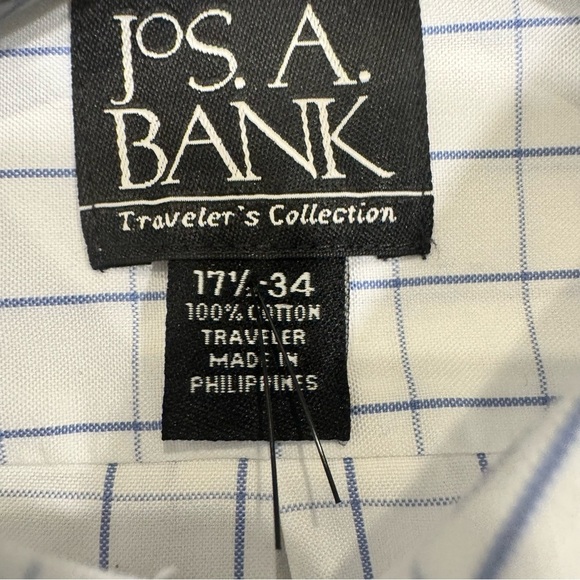 JOS. A.
BANK
Traveler's Collection
17½-34
100% COTTON
TRAVELER
MADE IN
PHILIPPINES